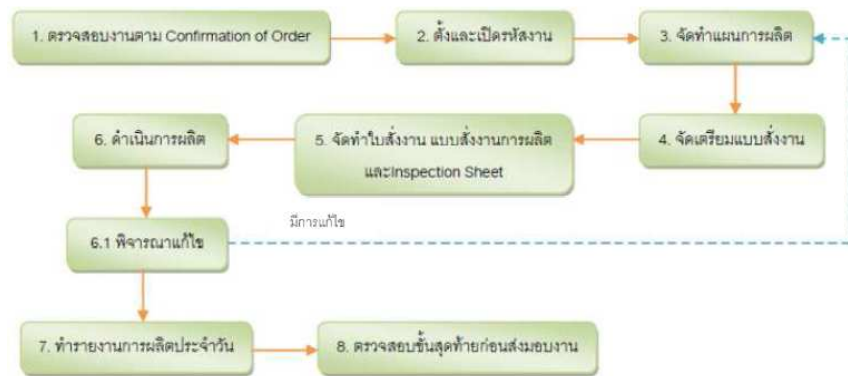 1. ตรวจสอบงานตาม Confirmation of Order
2. ตั้งและเปิดรหัสงาน
3. จัดทำแผนการผลิต
4. จัดเตรียมแบบสั่งงาน
5. จัดทำใบสั่งงาน แบบสั่งงานการผลิต
และInspection Sheet
6. ดำเนินการผลิต
มีการแก้ไข
6.1 พิจารณาแก้ไข
7. ทำรายงานการผลิตประจำวัน
8. ตรวจสอบขั้นสุดท้ายก่อนส่งมอบงาน